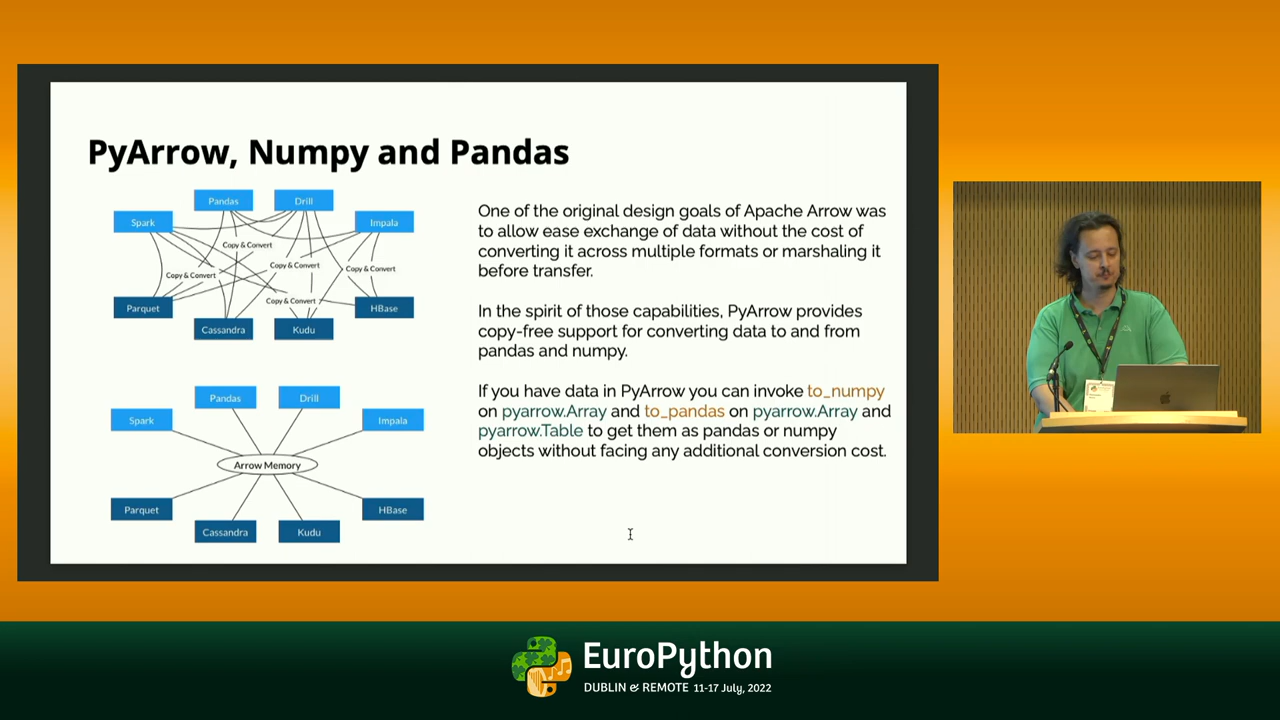 PyArrow, Numpy and Pandas
Pandas
Drill
Spark
Impala
Copy & Convert
Copy & Convert
Copy & Convert
Copy & Convert
Copy & Convert
Parquet
HBase
Cassandra
Kudu
Pandas
Drill
Spark
Impala
Arrow Memory
Parquet
HBase
Cassandra
Kudu
One of the original design goals of Apache Arrow was
to allow ease exchange of data without the cost of
converting it across multiple formats or marshaling it
before transfer.
In the spirit of those capabilities, PyArrow provides
copy-free support for converting data to and from
pandas and numpy.
If you have data in PyArrow you can invoke to_numpy
on pyarrow.Array and to_pandas on pyarrow.Array and
pyarrow.Table to get them as pandas or numpy
objects without facing any additional conversion cost.
EuroPython
DUBLIN & REMOTE 11-17 July, 2022